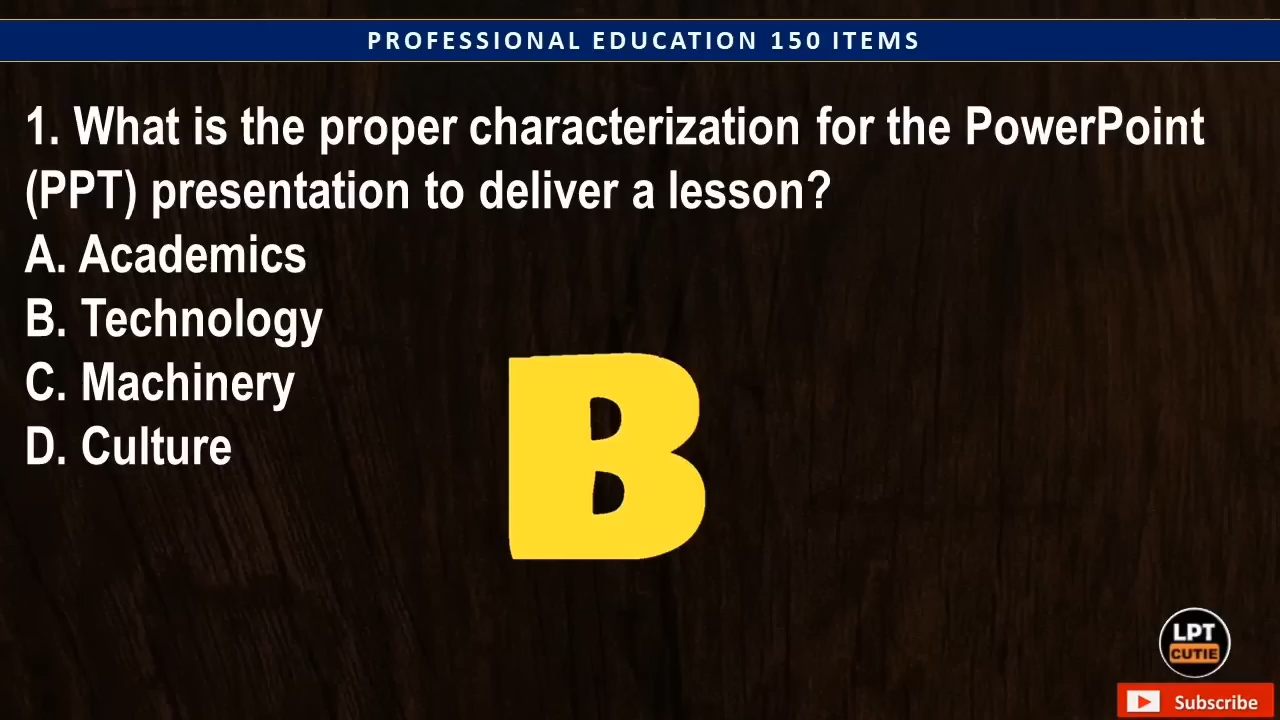 PROFESSIONAL EDUCATION 150 ITEMS
1. What is the proper characterization for the PowerPoint
(PPT) presentation to deliver a lesson?
A. Academics
B. Technology
C. Machinery
D. Culture
B
LPT
CUTIE
Subscribe